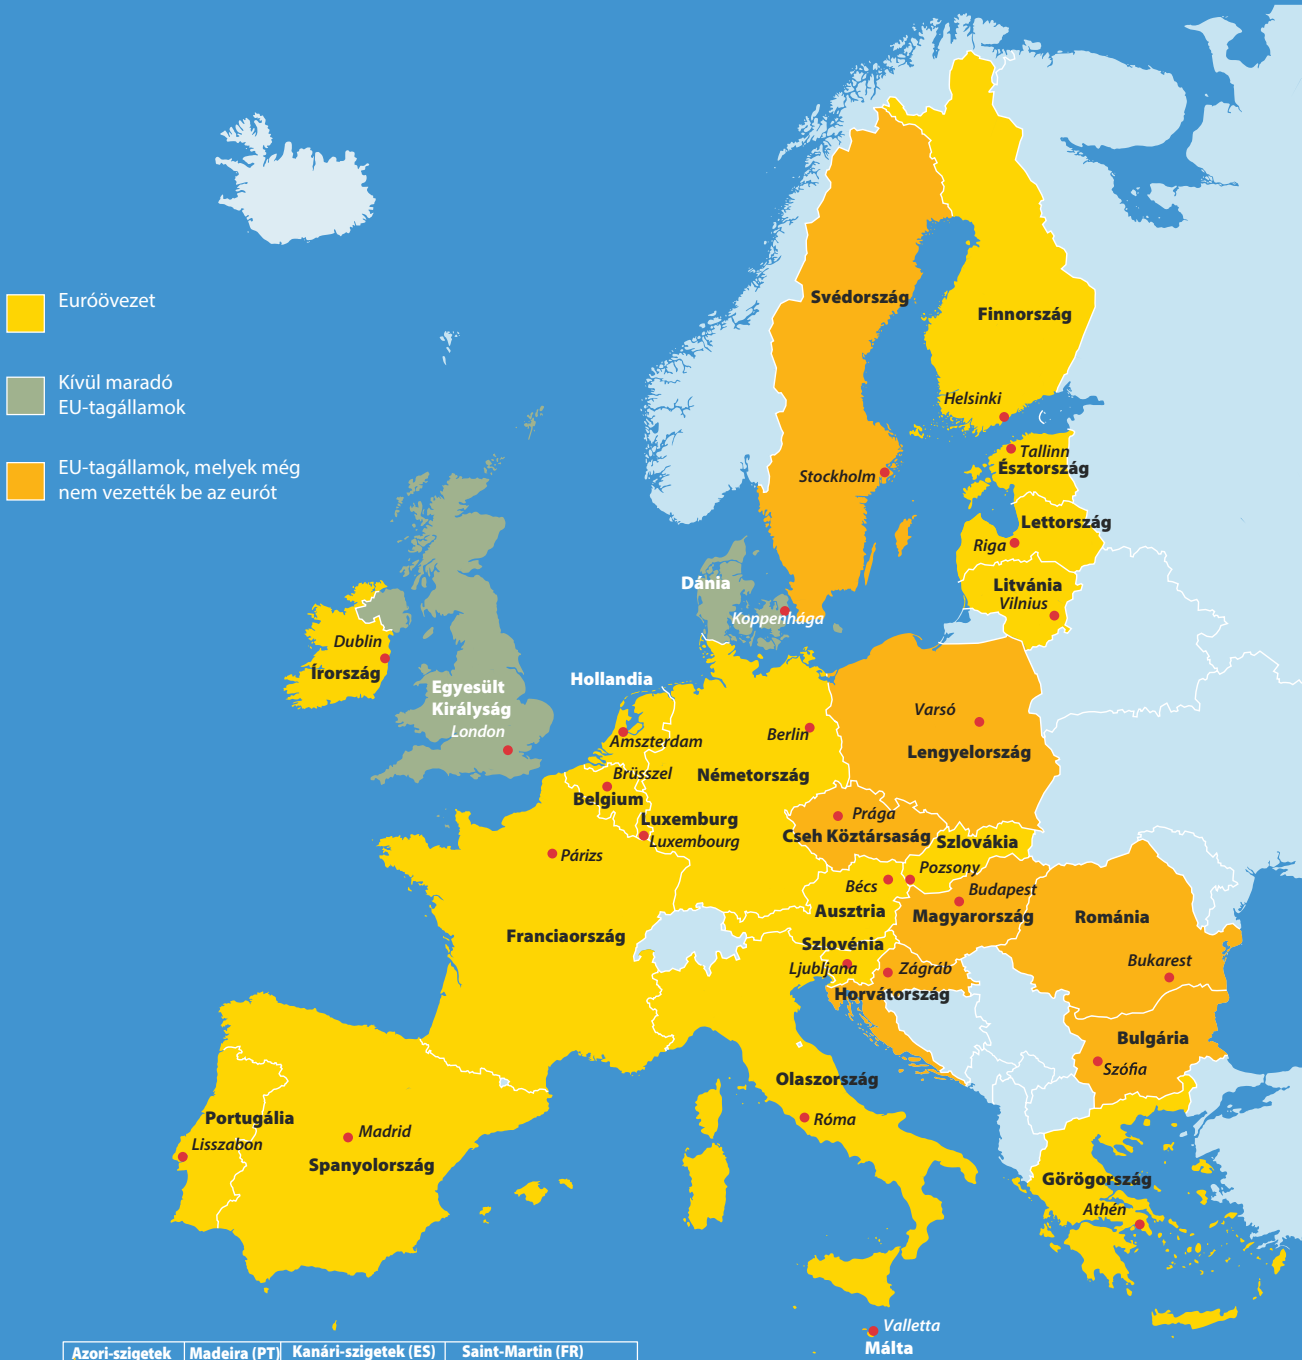 Euróövezet
Kívül maradó
EU-tagállamok
EU-tagállamok, melyek még
nem vezették be az eurót
Svédország
Finnország
Helsinki
Tallinn
Észtország
Stockholm
Lettország
Riga
Litvánia
Vilnius
Dánia
Koppenhága
Dublin
Írország
Egyesült
Királyság
London
Hollandia
Amszterdam
Berlin
Németország
Varsó
Lengyelország
Brüsszel
Belgium
Luxemburg
Luxembourg
Prága
Cseh Köztársaság
Szlovákia
Pozsony
Párizs
Bécs
Ausztria
Budapest
Magyarország
Románia
Franciaország
Szlovénia
Ljubljana
Zágráb
Horvátország
Bukarest
Bulgária
Szófia
Olaszország
Róma
Portugália
Lisszabon
Madrid
Spanyolország
Görögország
Athén
Valletta
Málta
Azori-szigetek
Madeira (PT)
Kanári-szigetek (ES)
Saint-Martin (FR)